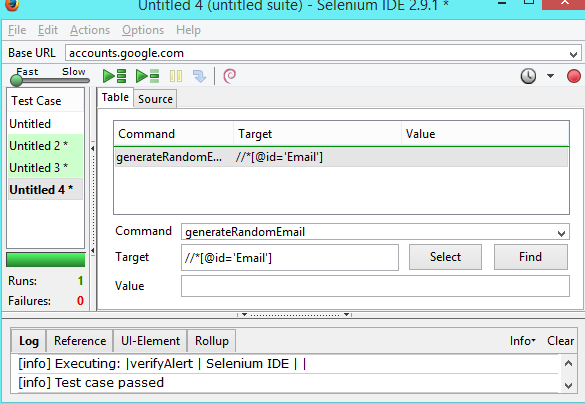 Untitled 4 (untitled suite) - Selenium IDE 2.9.1 *
File Edit Actions Options Help
Base URL accounts.google.com
Fast Slow
Test Case
Untitled
Untitled 2 *
Untitled 3 *
Untitled 4 *
Runs: 1
Failures: 0
Table Source
Command Target Value
generateRandomE... //*[@id='Email']
Command generateRandomEmail
Target //*[@id='Email'] Select Find
Value
Log Reference UI-Element Rollup Info Clear
[info] Executing: |verifyAlert | Selenium IDE | |
[info] Test case passed